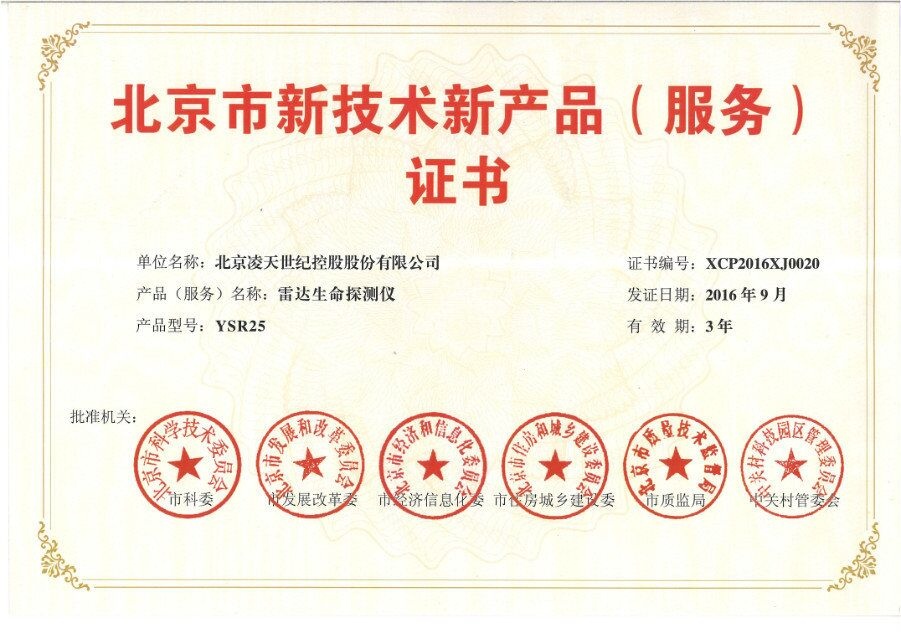 北京市新技术新产品（服务）
证书
单位名称：北京凌天世纪控股股份有限公司
证书编号：XCP2016XJ0020
产品（服务）名称：雷达生命探测仪
发证日期：2016 年 9 月
产品型号：YSR25
有 效 期：3 年
批准机关：
北京市科学技术委员会
北京市发展和改革委员会
北京市经济和信息化委员会
北京市住房和城乡建设委员会
北京市质量技术监督局
中关村科技园区管理委员会
市科委
市发展改革委
市经济信息化委
市住房城乡建设委
市质监局
中关村管委会